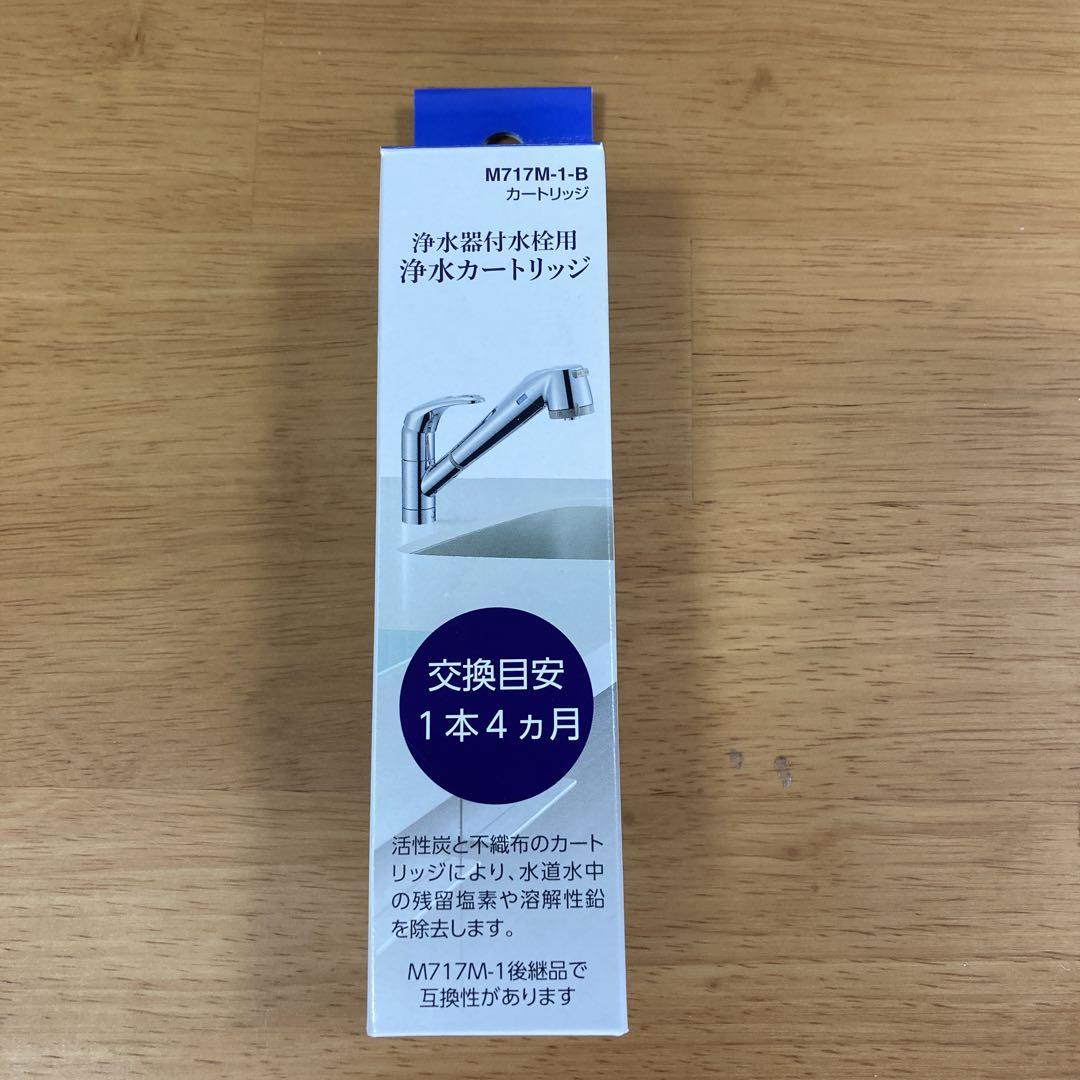 M717M-1-B
カートリッジ
浄水器付水栓用
浄水カートリッジ
交換目安
1本4ヵ月
活性炭と不織布のカート
リッジにより、水道水中
の残留塩素や溶解性鉛
を除去します。
M717M-1後継品で
互換性があります